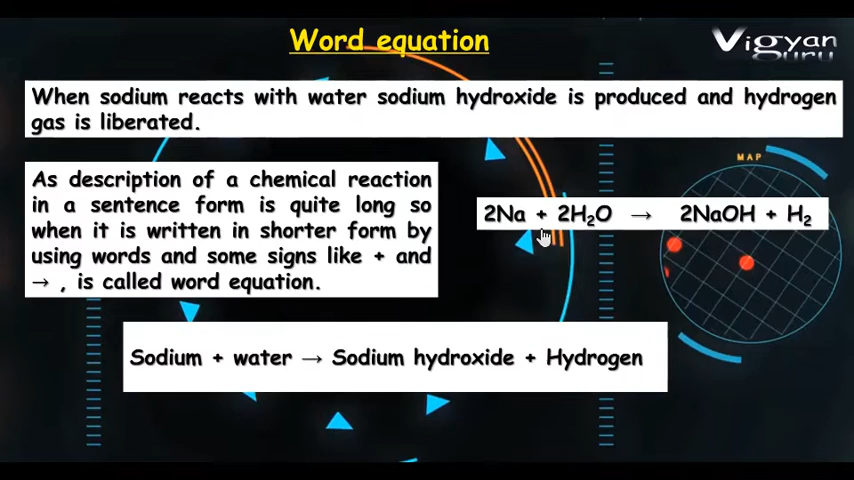 Word equation
Vigyan
Guru
When sodium reacts with water sodium hydroxide is produced and hydrogen
gas is liberated.
As description of a chemical reaction
in a sentence form is quite long so
when it is written in shorter form by
using words and some signs like + and
→ , is called word equation.
MAP
2Na + 2H₂O → 2NaOH + H₂
Sodium + water → Sodium hydroxide + Hydrogen